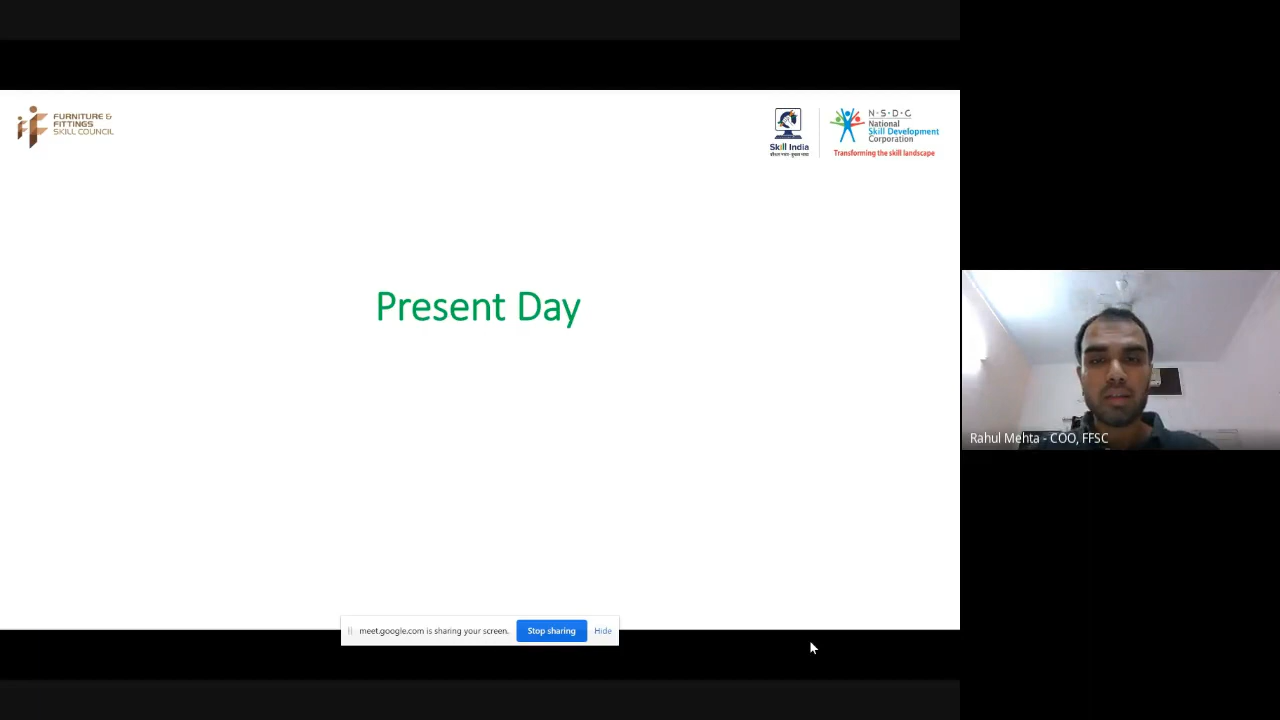 FURNITURE &
FITTINGS
SKILL COUNCIL
Skill India
N·S·D·C
National
Skill Development
Corporation
Transforming the skill landscape
Present Day
Rahul Mehta - COO, FFSC
meet.google.com is sharing your screen.
Stop sharing
Hide